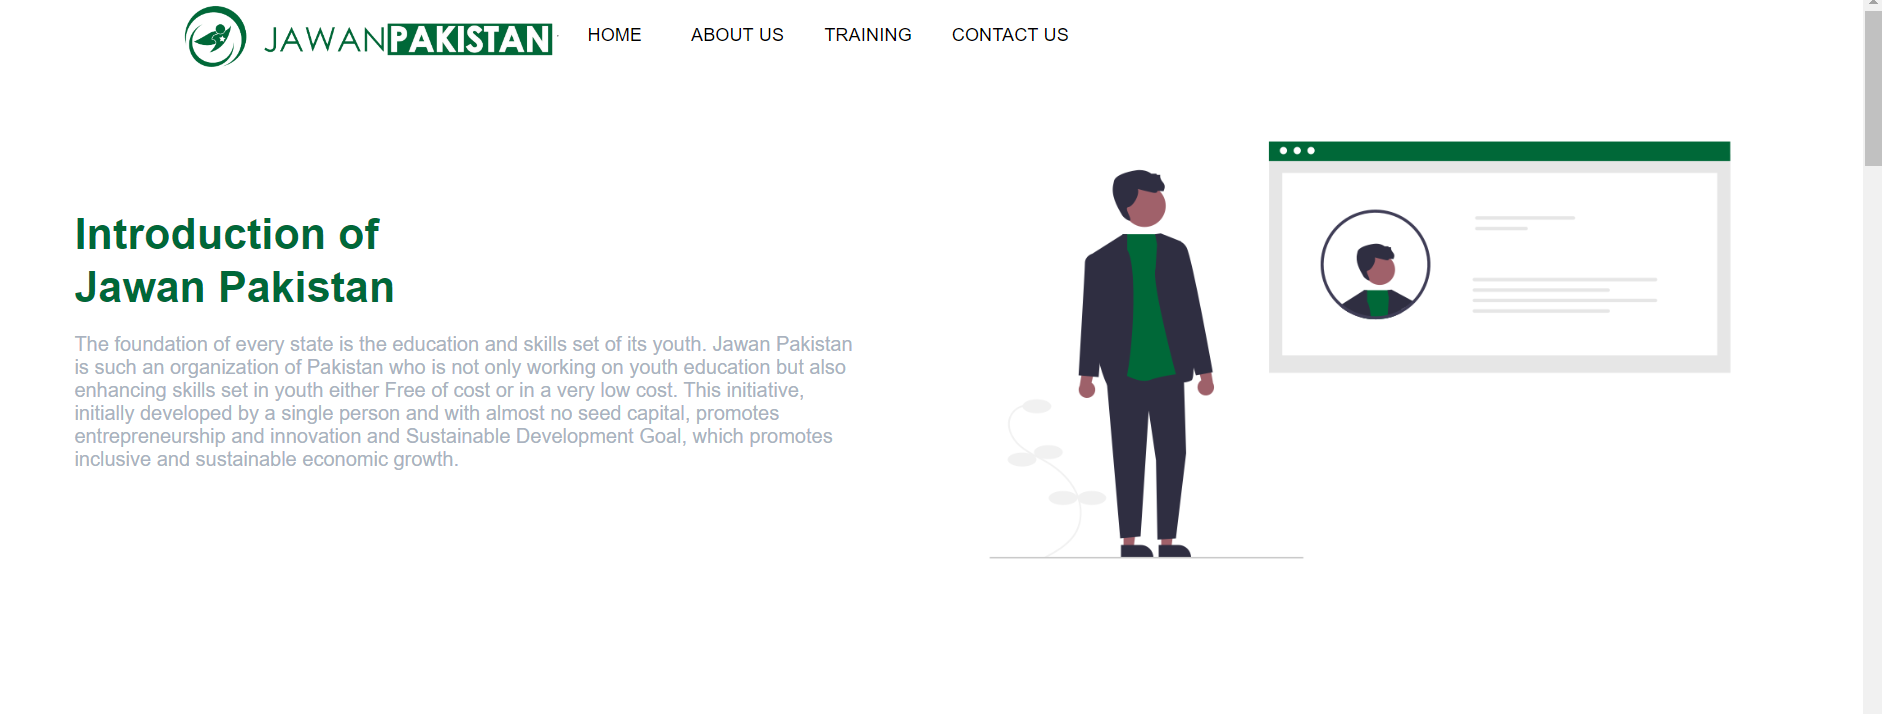 JAWANPAKISTAN HOME ABOUT US TRAINING CONTACT US
Introduction of
Jawan Pakistan
The foundation of every state is the education and skills set of its youth. Jawan Pakistan
is such an organization of Pakistan who is not only working on youth education but also
enhancing skills set in youth either Free of cost or in a very low cost. This initiative,
initially developed by a single person and with almost no seed capital, promotes
entrepreneurship and innovation and Sustainable Development Goal, which promotes
inclusive and sustainable economic growth.